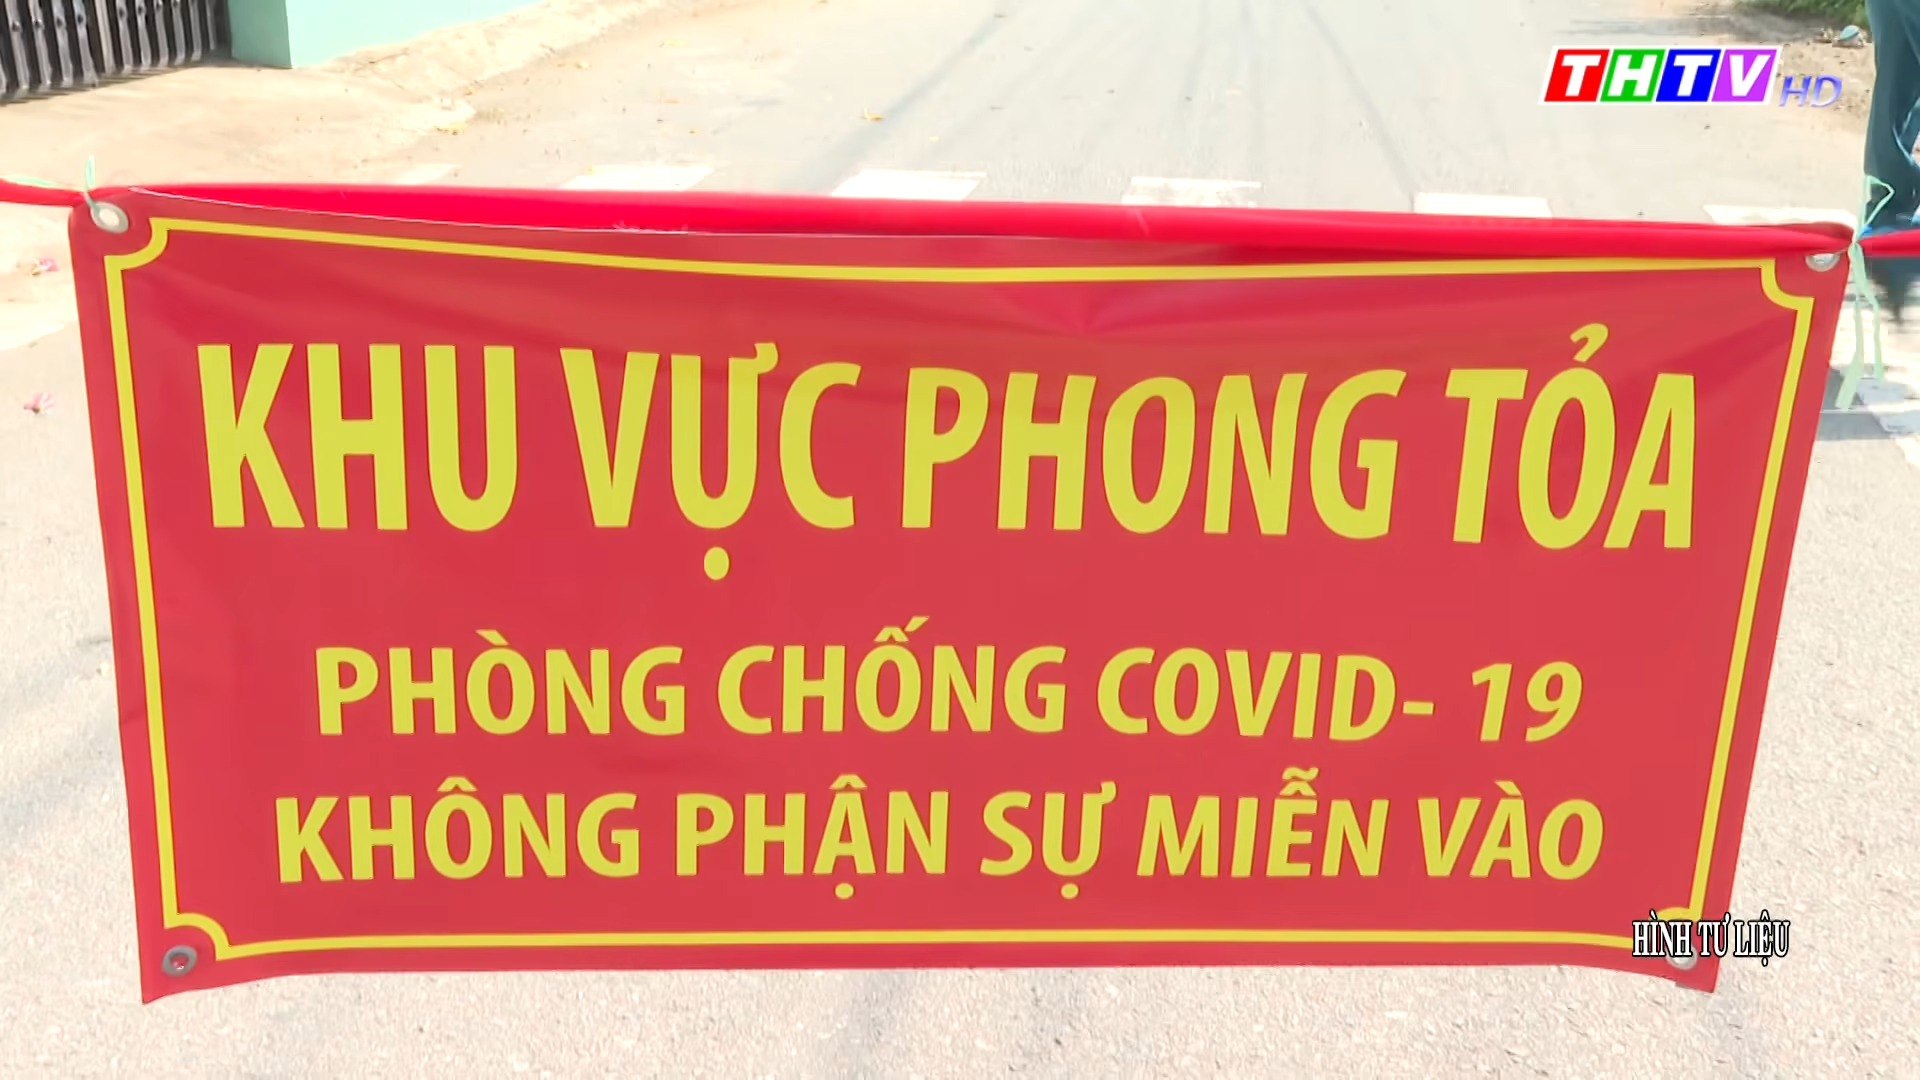 THTV HD
KHU VỰC PHONG TỎA
PHÒNG CHỐNG COVID- 19
KHÔNG PHẬN SỰ MIỄN VÀO
HÌNH TƯ LIỆU